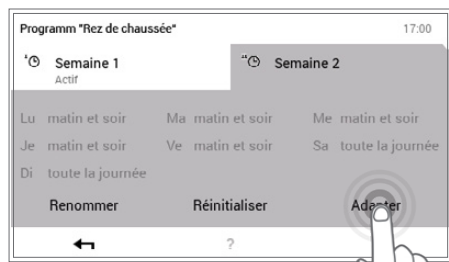 Programm "Rez de chaussée“ 17:00
Semaine 1 Semaine 2
Actif
Lu matin et soir Ma matin et soir Me matin et soir
Je matin et soir Ve matin et soir Sa toute la journée
Di toute la journée
Renommer Réinitialiser Adapter
?